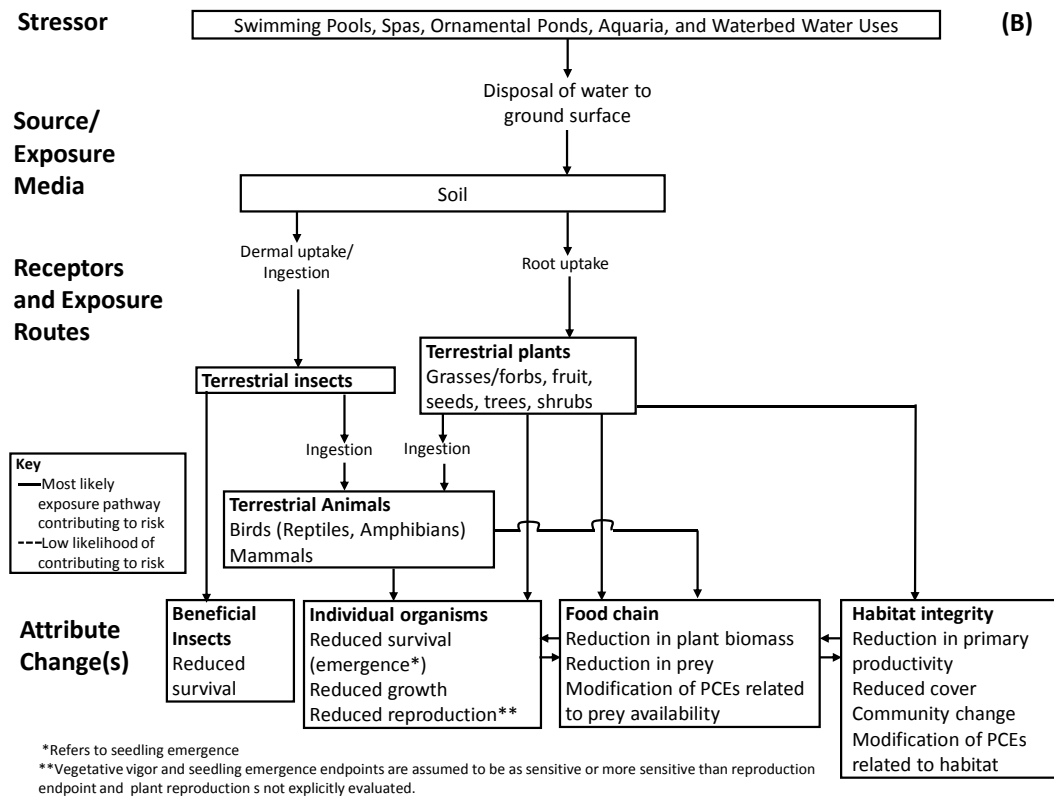 Stressor
Swimming Pools, Spas, Ornamental Ponds, Aquaria, and Waterbed Water Uses
(B)
Disposal of water to
ground surface
Source/
Exposure
Media
Soil
Dermal uptake/
Ingestion
Root uptake
Receptors
and Exposure
Routes
Terrestrial insects
Terrestrial plants
Grasses/forbs, fruit,
seeds, trees, shrubs
Ingestion
Ingestion
Key
Most likely
exposure pathway
contributing to risk
Low likelihood of
contributing to risk
Terrestrial Animals
Birds (Reptiles, Amphibians)
Mammals
Attribute
Change(s)
Beneficial
Insects
Reduced
survival
Individual organisms
Reduced survival
(emergence*)
Reduced growth
Reduced reproduction**
Food chain
Reduction in plant biomass
Reduction in prey
Modification of PCEs related
to prey availability
Habitat integrity
Reduction in primary
productivity
Reduced cover
Community change
Modification of PCEs
related to habitat
*Refers to seedling emergence
**Vegetative vigor and seedling emergence endpoints are assumed to be as sensitive or more sensitive than reproduction
endpoint and plant reproduction s not explicitly evaluated.